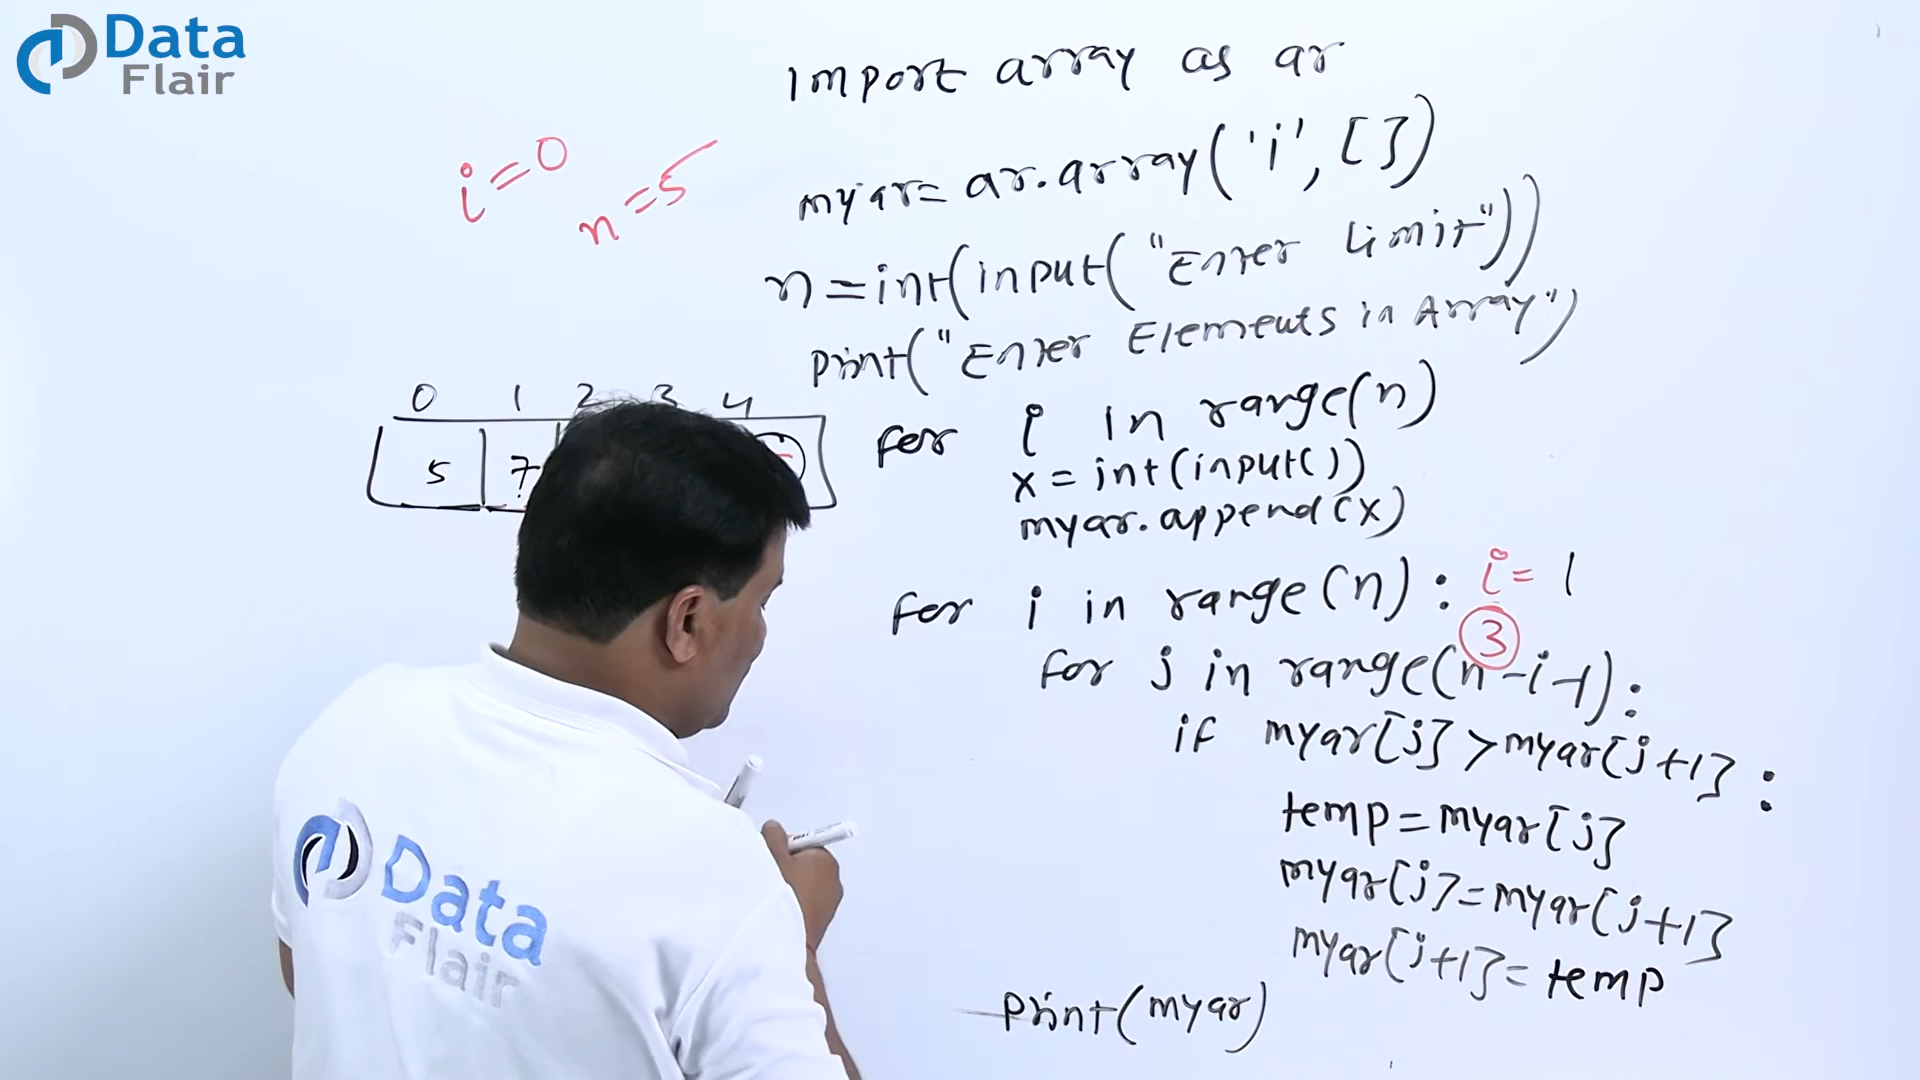 Data
Flair
import array as ar
i=0
n=5
myar= ar.array('i', [])
n=int(input("Enter Limit"))
print("Enter Elements in Array")
0 1 2 3 4
5 7
for i in range(n)
x = int(input())
myar.append(x)
for i in range(n): i= 1
3
for j in range(n-i-1):
if myar[j]>myar[j+1]:
temp=myar[j]
myar[j]=myar[j+1]
myar[j+1]=temp
print(myar)
Data
Flair